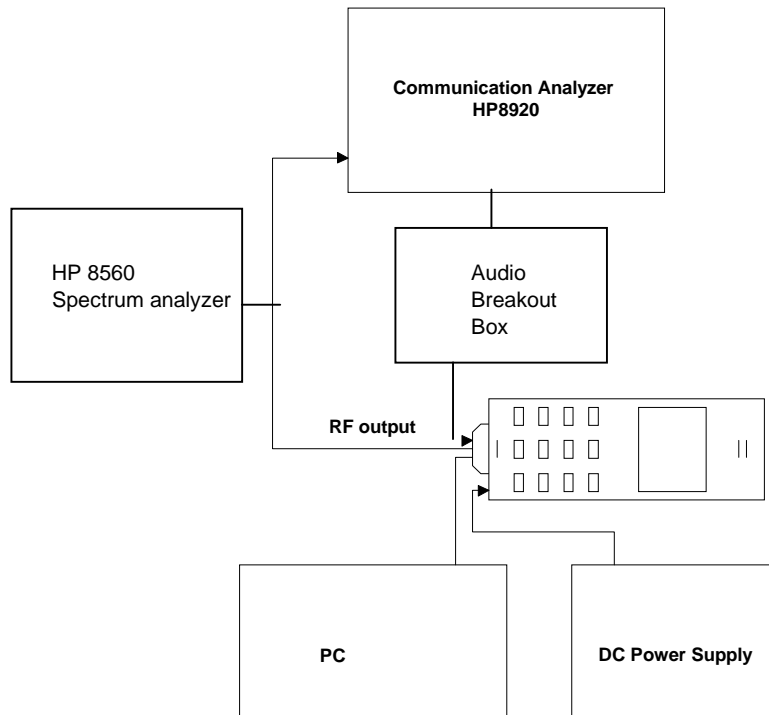 Communication Analyzer
HP8920
HP 8560
Spectrum analyzer
Audio
Breakout
Box
RF output
PC
DC Power Supply